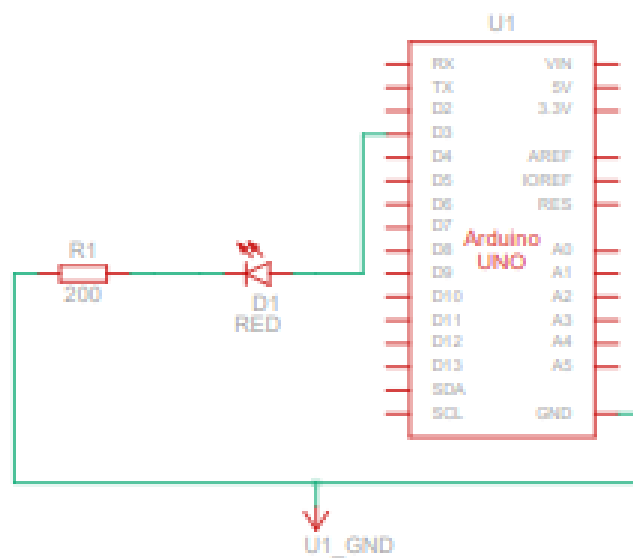 U1
RX VIN
TX 5V
D2 3.3V
D3
D4 AREF
D5 IOREF
D6 RES
D7
Arduino
UNO
D8 A0
D9 A1
D10 A2
D11 A3
D12 A4
D13 A5
SDA
SCL GND
R1
200
D1
RED
U1_GND